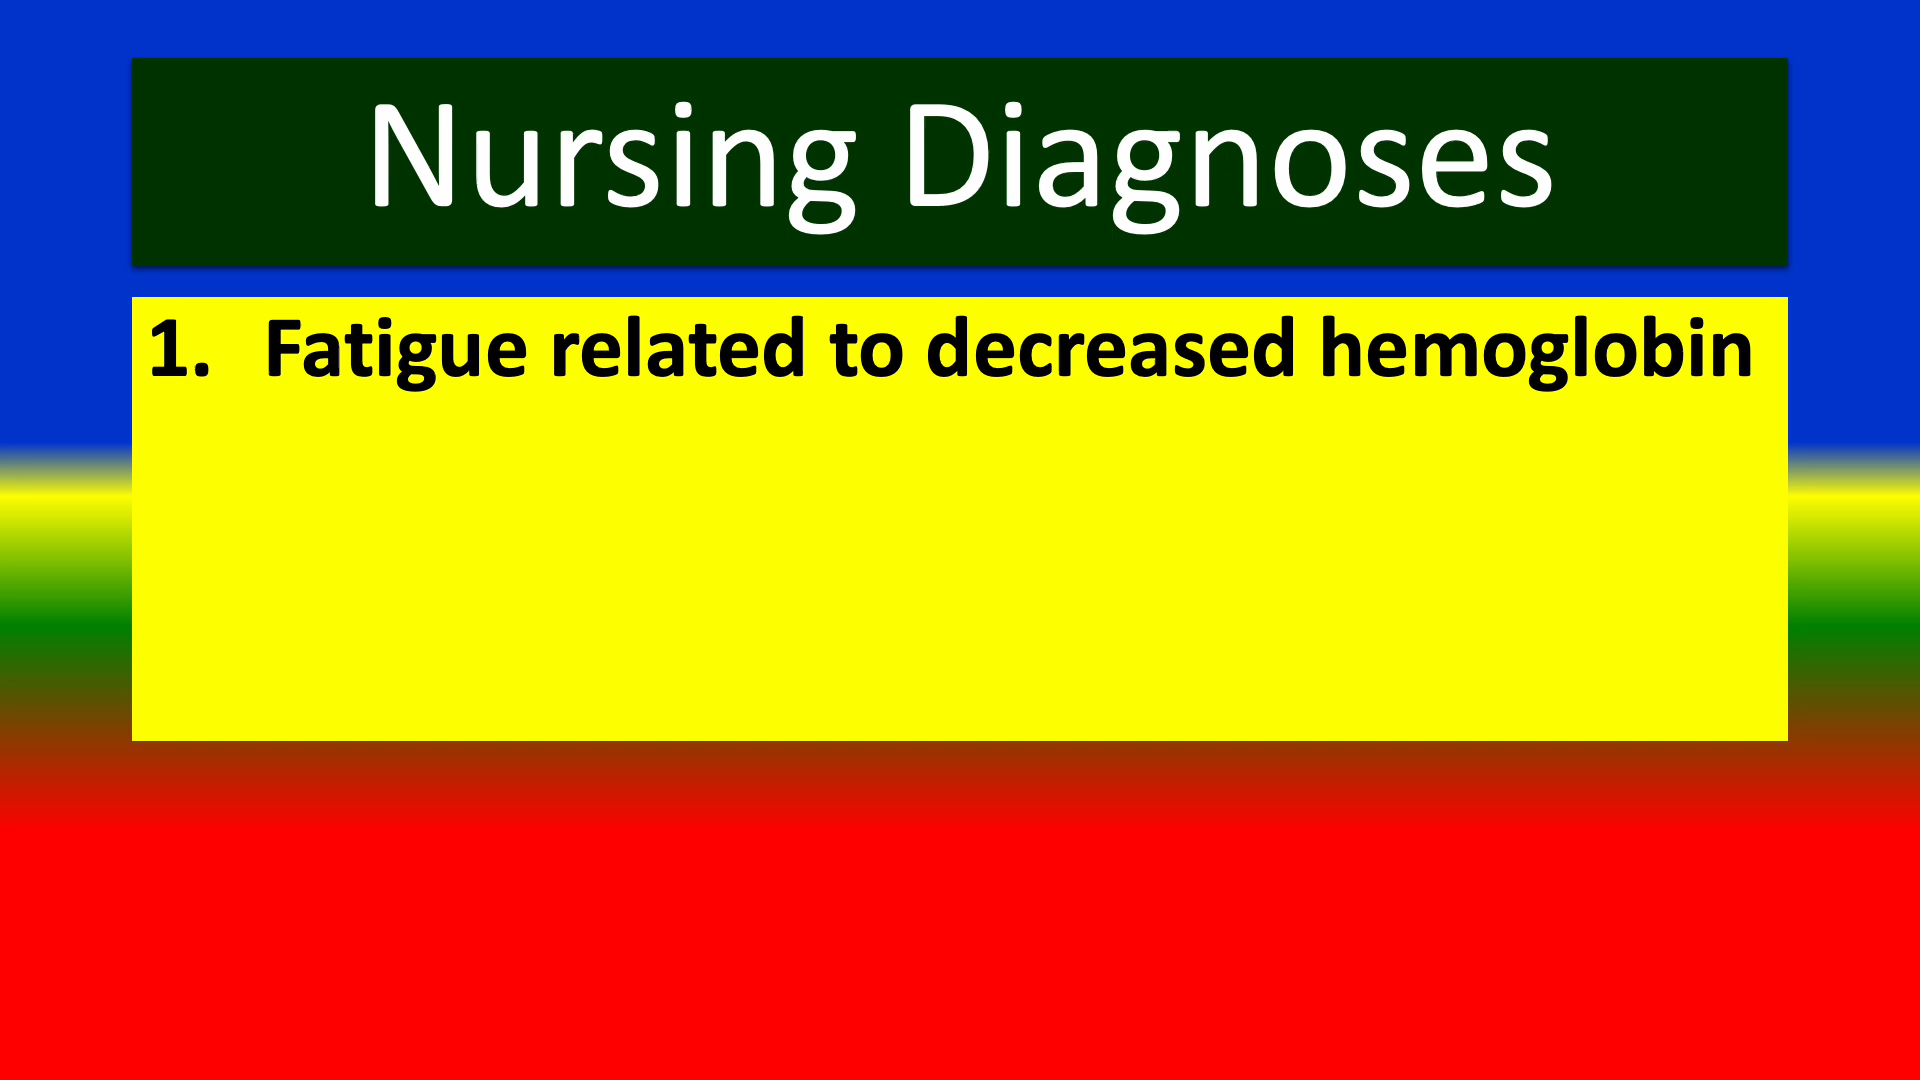 Nursing Diagnoses
1. Fatigue related to decreased hemoglobin